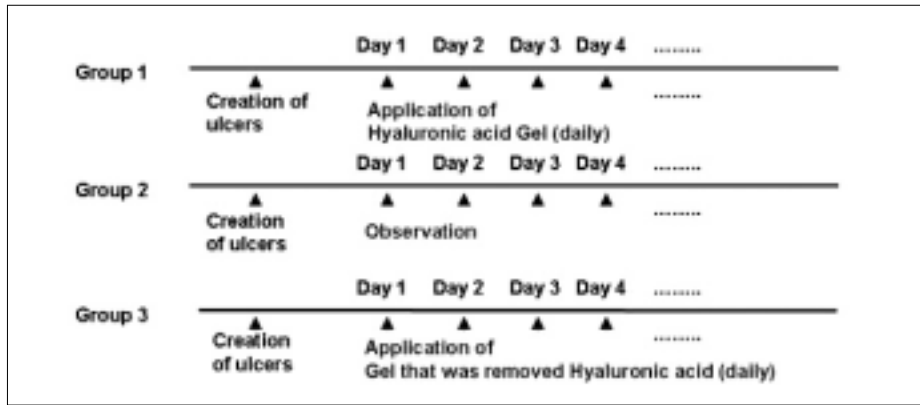 Day 1 Day 2 Day 3 Day 4 ........
Group 1
Creation of
ulcers
Application of
Hyaluronic acid Gel (daily)
........
Day 1 Day 2 Day 3 Day 4 ........
Group 2
Creation
of ulcers
Observation
........
Day 1 Day 2 Day 3 Day 4 ........
Group 3
Creation
of ulcers
Application of
Gel that was removed Hyaluronic acid (daily)
........